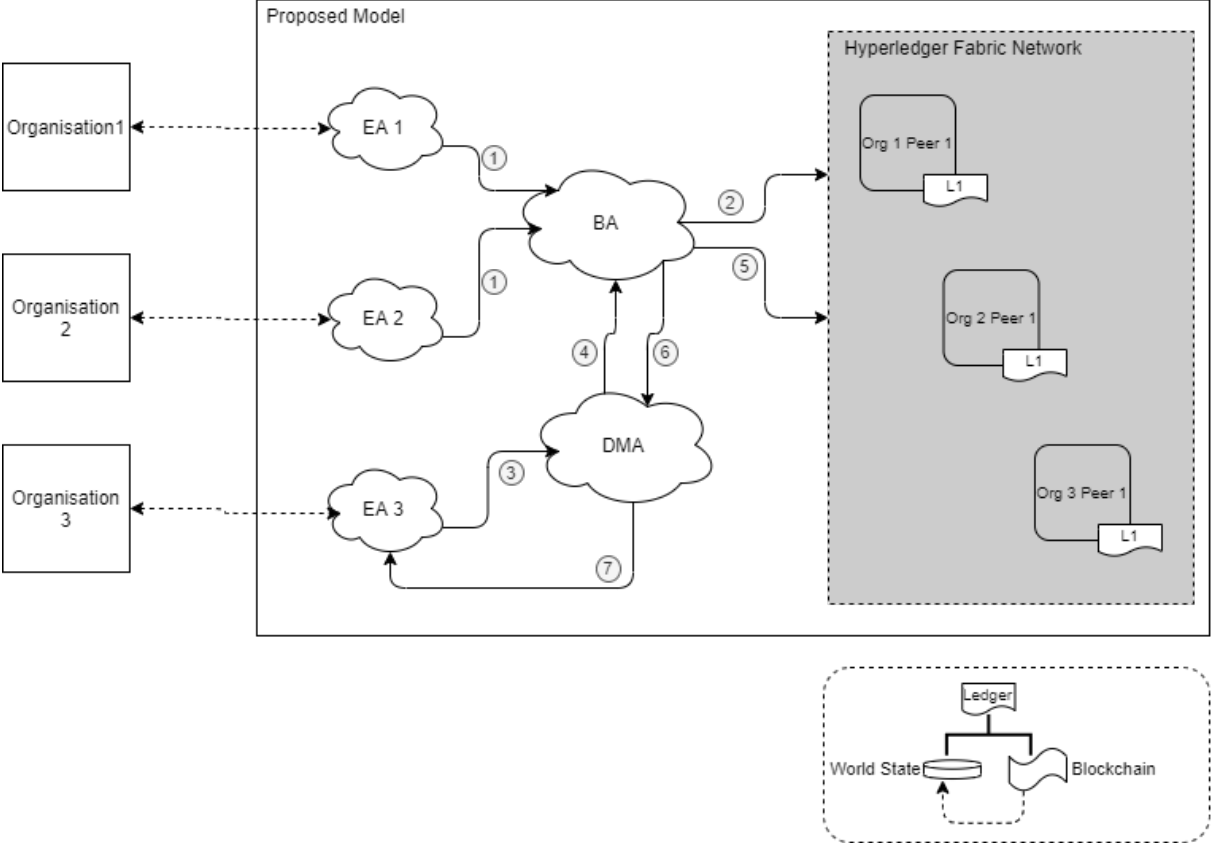 Proposed Model
Hyperledger Fabric Network
Organisation1
EA 1
1
BA
2
5
Org 1 Peer 1
L1
Organisation
2
EA 2
1
4
6
Org 2 Peer 1
L1
Organisation
3
EA 3
3
DMA
7
Org 3 Peer 1
L1
Ledger
World State
Blockchain